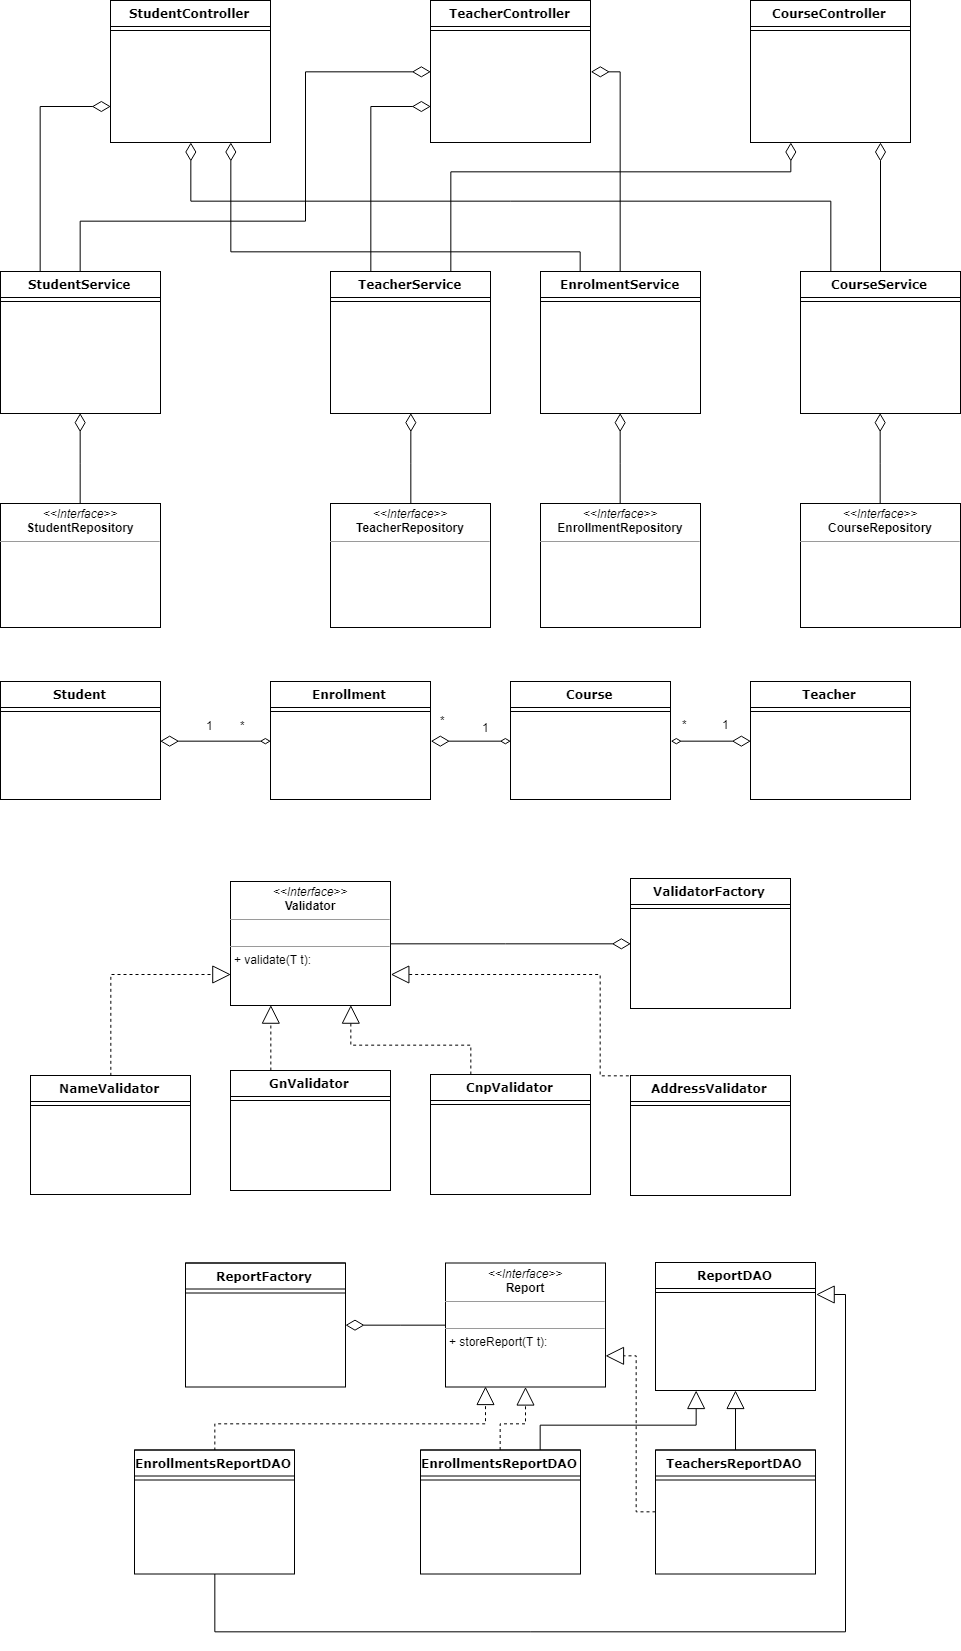 StudentController
TeacherController
CourseController
StudentService
TeacherService
EnrolmentService
CourseService
<<Interface>>
StudentRepository
<<Interface>>
TeacherRepository
<<Interface>>
EnrollmentRepository
<<Interface>>
CourseRepository
Student
Enrollment
Course
Teacher
1
*
*
1
*
1
<<Interface>>
Validator
+ validate(T t):
ValidatorFactory
NameValidator
GnValidator
CnpValidator
AddressValidator
ReportFactory
<<Interface>>
Report
+ storeReport(T t):
ReportDAO
EnrollmentsReportDAO
EnrollmentsReportDAO
TeachersReportDAO